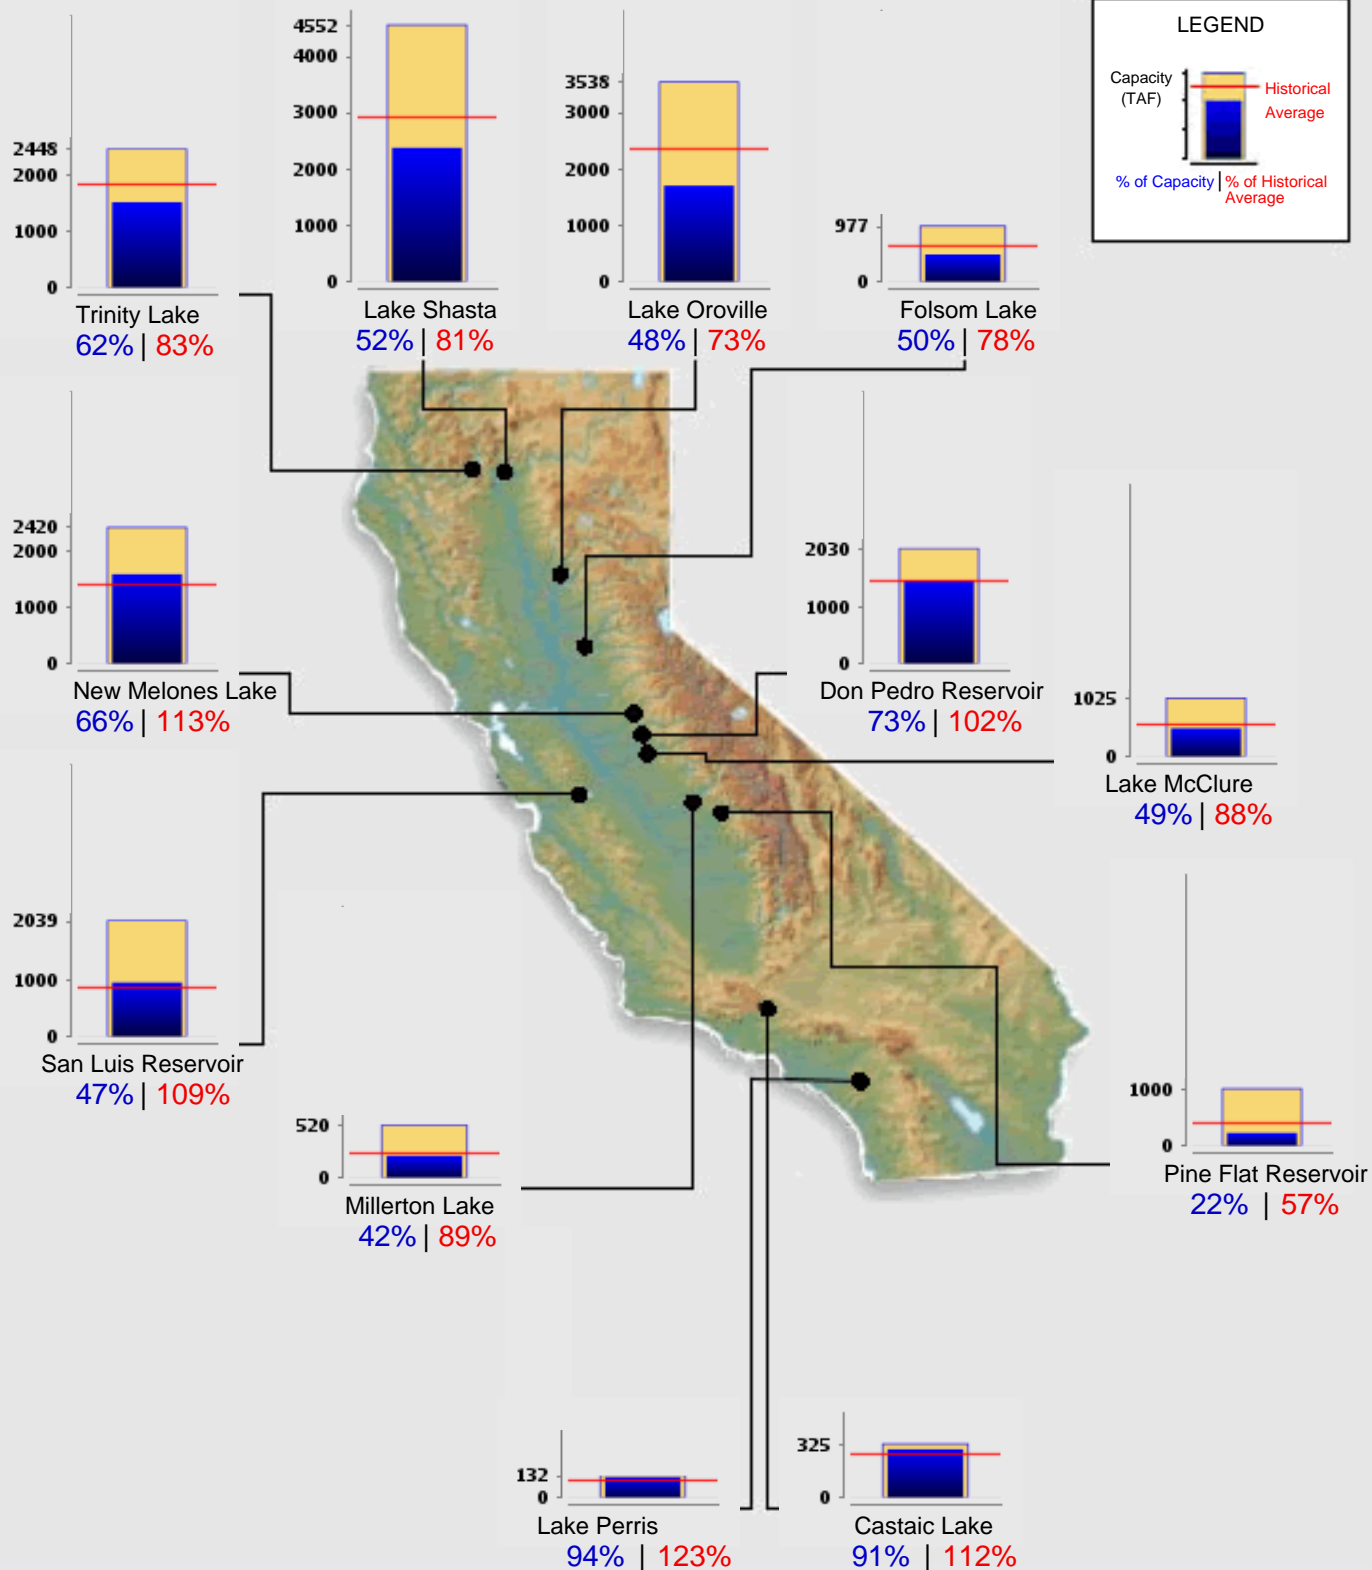 4552
4000
3000
2000
1000
0
Lake Shasta
52% | 81%
3538
3000
2000
1000
0
Lake Oroville
48% | 73%
977
0
Folsom Lake
50% | 78%
LEGEND
Capacity
(TAF)
Historical
Average
% of Capacity | % of Historical
Average
2448
2000
1000
0
Trinity Lake
62% | 83%
2420
2000
1000
0
New Melones Lake
66% | 113%
2030
1000
0
Don Pedro Reservoir
73% | 102%
1025
0
Lake McClure
49% | 88%
2039
1000
0
San Luis Reservoir
47% | 109%
520
0
Millerton Lake
42% | 89%
1000
0
Pine Flat Reservoir
22% | 57%
132
0
Lake Perris
94% | 123%
325
0
Castaic Lake
91% | 112%